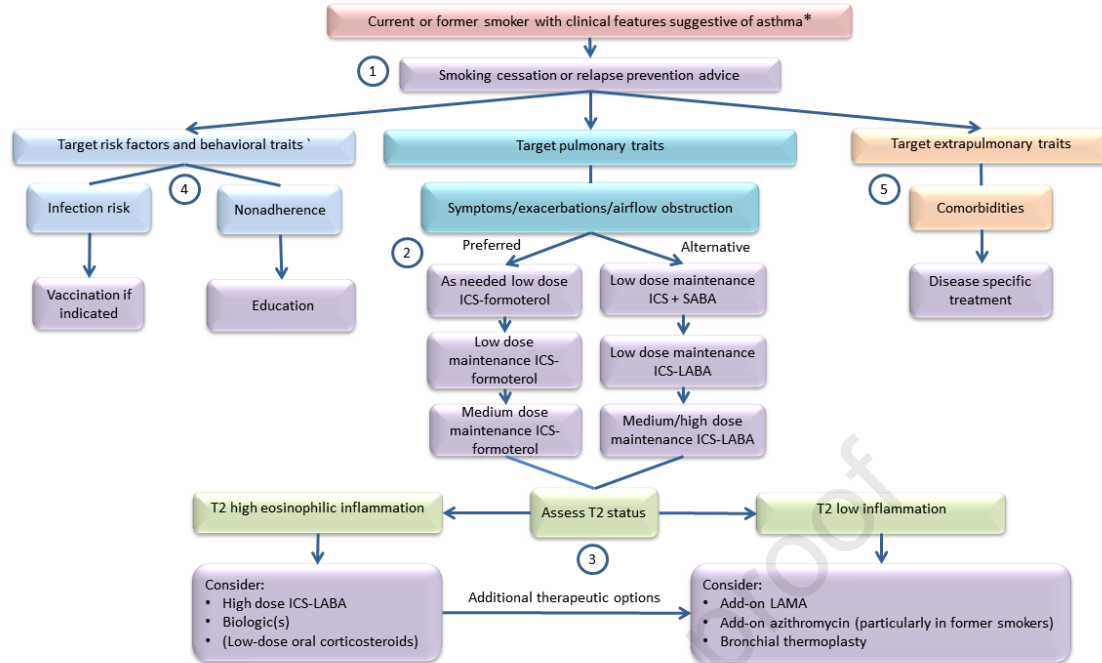 Current or former smoker with clinical features suggestive of asthma*
1
Smoking cessation or relapse prevention advice
Target risk factors and behavioral traits `
Target pulmonary traits
Target extrapulmonary traits
4
5
Infection risk
Nonadherence
Symptoms/exacerbations/airflow obstruction
Comorbidities
Preferred
Alternative
2
Vaccination if
indicated
Education
As needed low dose
ICS-formoterol
Low dose maintenance
ICS + SABA
Disease specific
treatment
Low dose
maintenance ICS-
formoterol
Low dose maintenance
ICS-LABA
Medium dose
maintenance ICS-
formoterol
Medium/high dose
maintenance ICS-LABA
T2 high eosinophilic inflammation
Assess T2 status
T2 low inflammation
3
Consider:
• High dose ICS-LABA
• Biologic(s)
• (Low-dose oral corticosteroids)
Additional therapeutic options
Consider:
• Add-on LAMA
• Add-on azithromycin (particularly in former smokers)
• Bronchial thermoplasty
proof